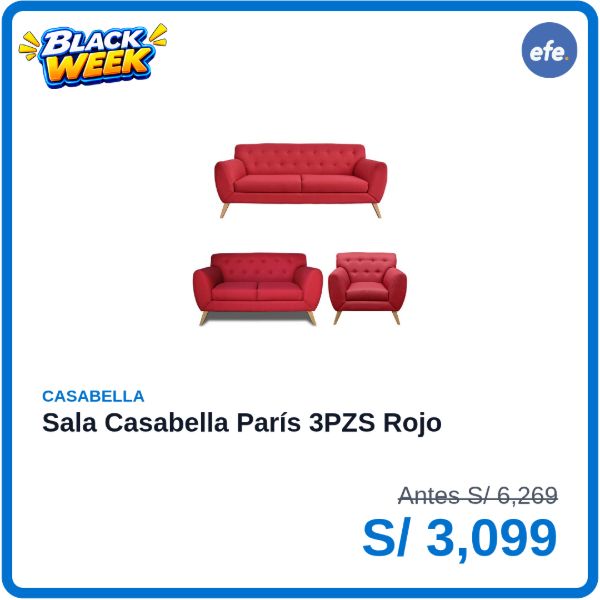 BLACK
WEEK
efe.
CASABELLA
Sala Casabella París 3PZS Rojo
Antes S/ 6,269
S/ 3,099